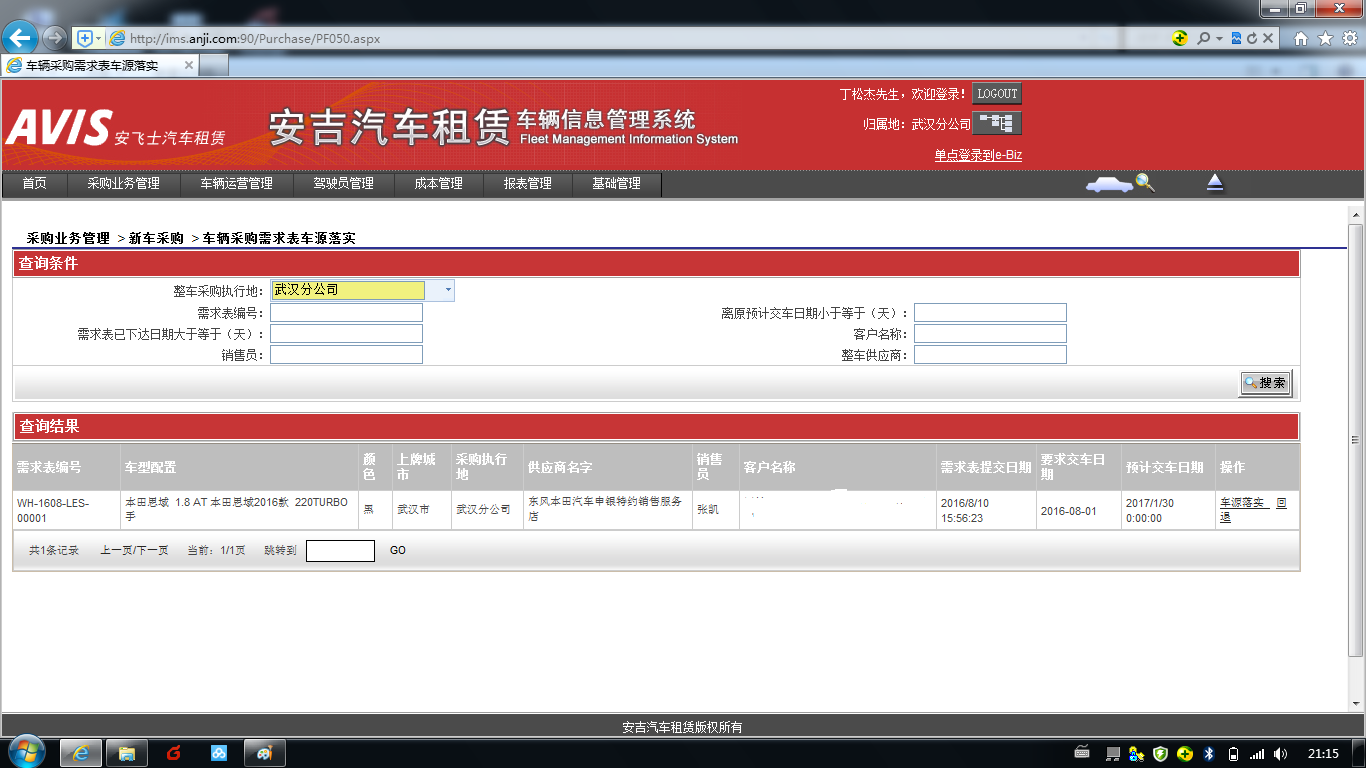 http://ims.anji.com:90/Purchase/PF050.aspx
车辆采购需求表车源落实
AVIS 安飞士汽车租赁
安吉汽车租赁 车辆信息管理系统
Fleet Management Information System
丁松杰先生，欢迎登录！ LOGOUT
归属地：武汉分公司
单点登录到e-Biz
首页 采购业务管理 车辆运营管理 驾驶员管理 成本管理 报表管理 基础管理
采购业务管理 >新车采购 >车辆采购需求表车源落实
查询条件
整车采购执行地： 武汉分公司
需求表编号： 离原预计交车日期小于等于（天）：
需求表已下达日期大于等于（天）： 客户名称：
销售员： 整车供应商：
搜索
查询结果
需求表编号 车型配置 颜色 上牌城市 采购执行地 供应商名字 销售员 客户名称 需求表提交日期 要求交车日期 预计交车日期 操作
WH-1608-LES-00001 本田思域 1.8 AT 本田思域2016款 220TURBO 手 黑 武汉市 武汉分公司 东风本田汽车申银特约销售服务店 张凯 2016/8/10 15:56:23 2016-08-01 2017/1/30 0:00:00 车源落实 回退
共1条记录 上一页/下一页 当前：1/1页 跳转到 GO
安吉汽车租赁版权所有
21:15